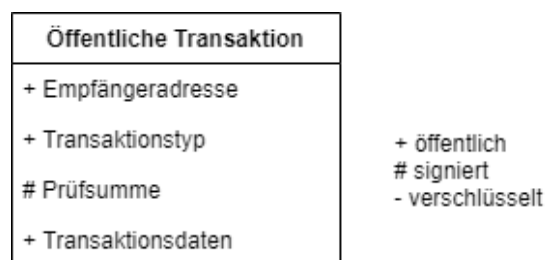 Öffentliche Transaktion
+ Empfängeradresse
+ Transaktionstyp
# Prüfsumme
+ Transaktionsdaten
+ öffentlich
# signiert
- verschlüsselt